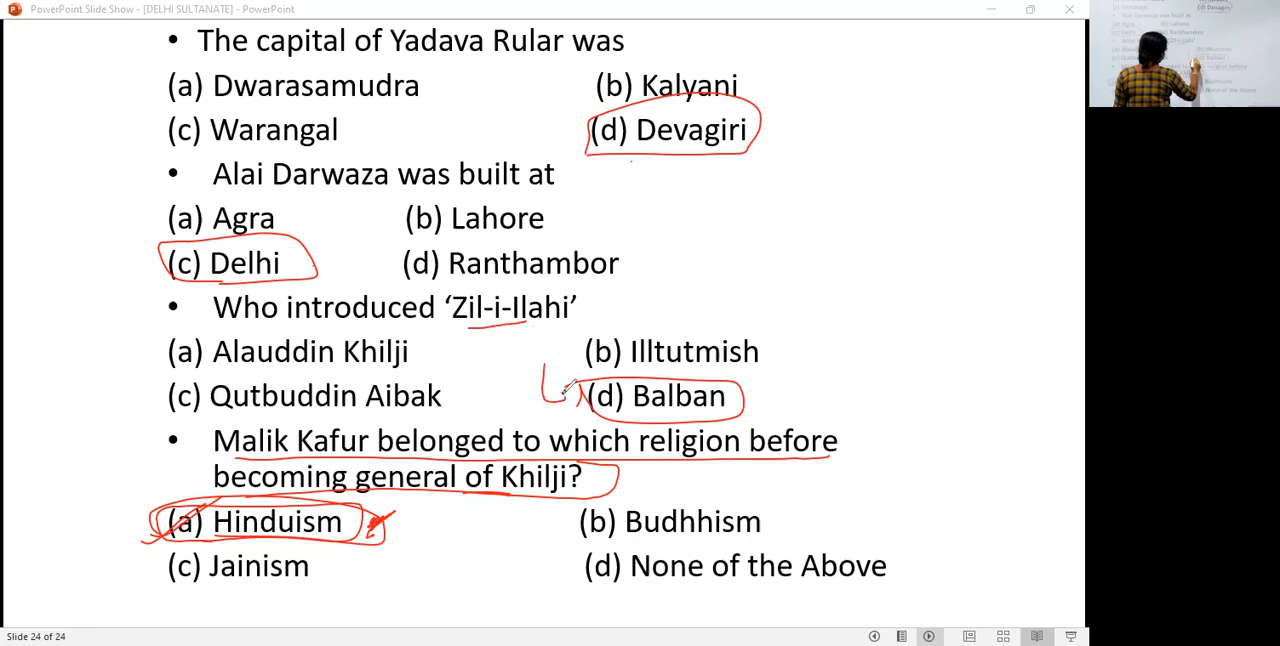 PowerPoint Slide Show - [DELHI SULTANATE] - PowerPoint
• The capital of Yadava Rular was
(a) Dwarasamudra (b) Kalyani
(c) Warangal (d) Devagiri
• Alai Darwaza was built at
(a) Agra (b) Lahore
(c) Delhi (d) Ranthambor
• Who introduced ‘Zil-i-Ilahi’
(a) Alauddin Khilji (b) Illtutmish
(c) Qutbuddin Aibak (d) Balban
• Malik Kafur belonged to which religion before
becoming general of Khilji?
(a) Hinduism (b) Budhhism
(c) Jainism (d) None of the Above
Slide 24 of 24